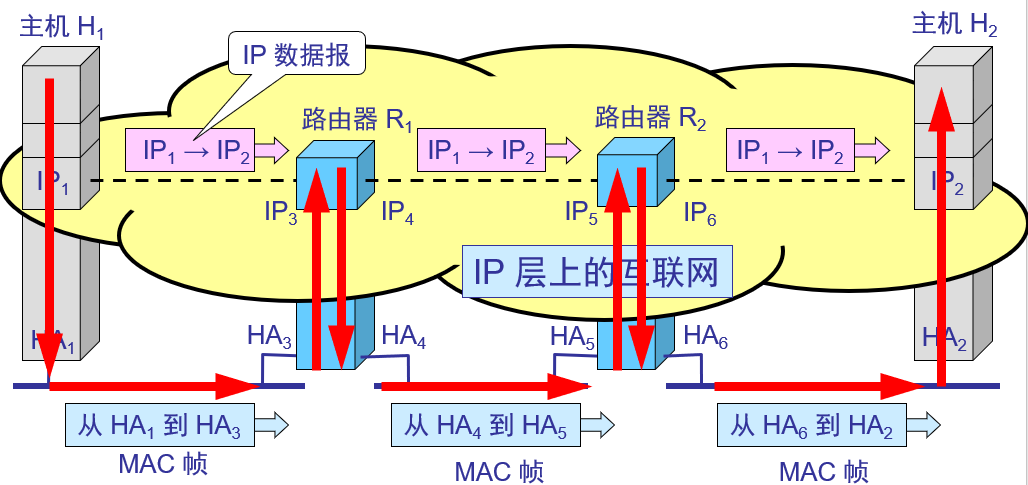 主机 H₁
主机 H₂
IP 数据报
路由器 R₁
路由器 R₂
IP₁ → IP₂
IP₁ → IP₂
IP₁ → IP₂
IP₁
IP₂
IP₃
IP₄
IP₅
IP₆
IP 层上的互联网
HA₁
HA₃
HA₄
HA₅
HA₆
HA₂
从 HA₁ 到 HA₃
从 HA₄ 到 HA₅
从 HA₆ 到 HA₂
MAC 帧
MAC 帧
MAC 帧